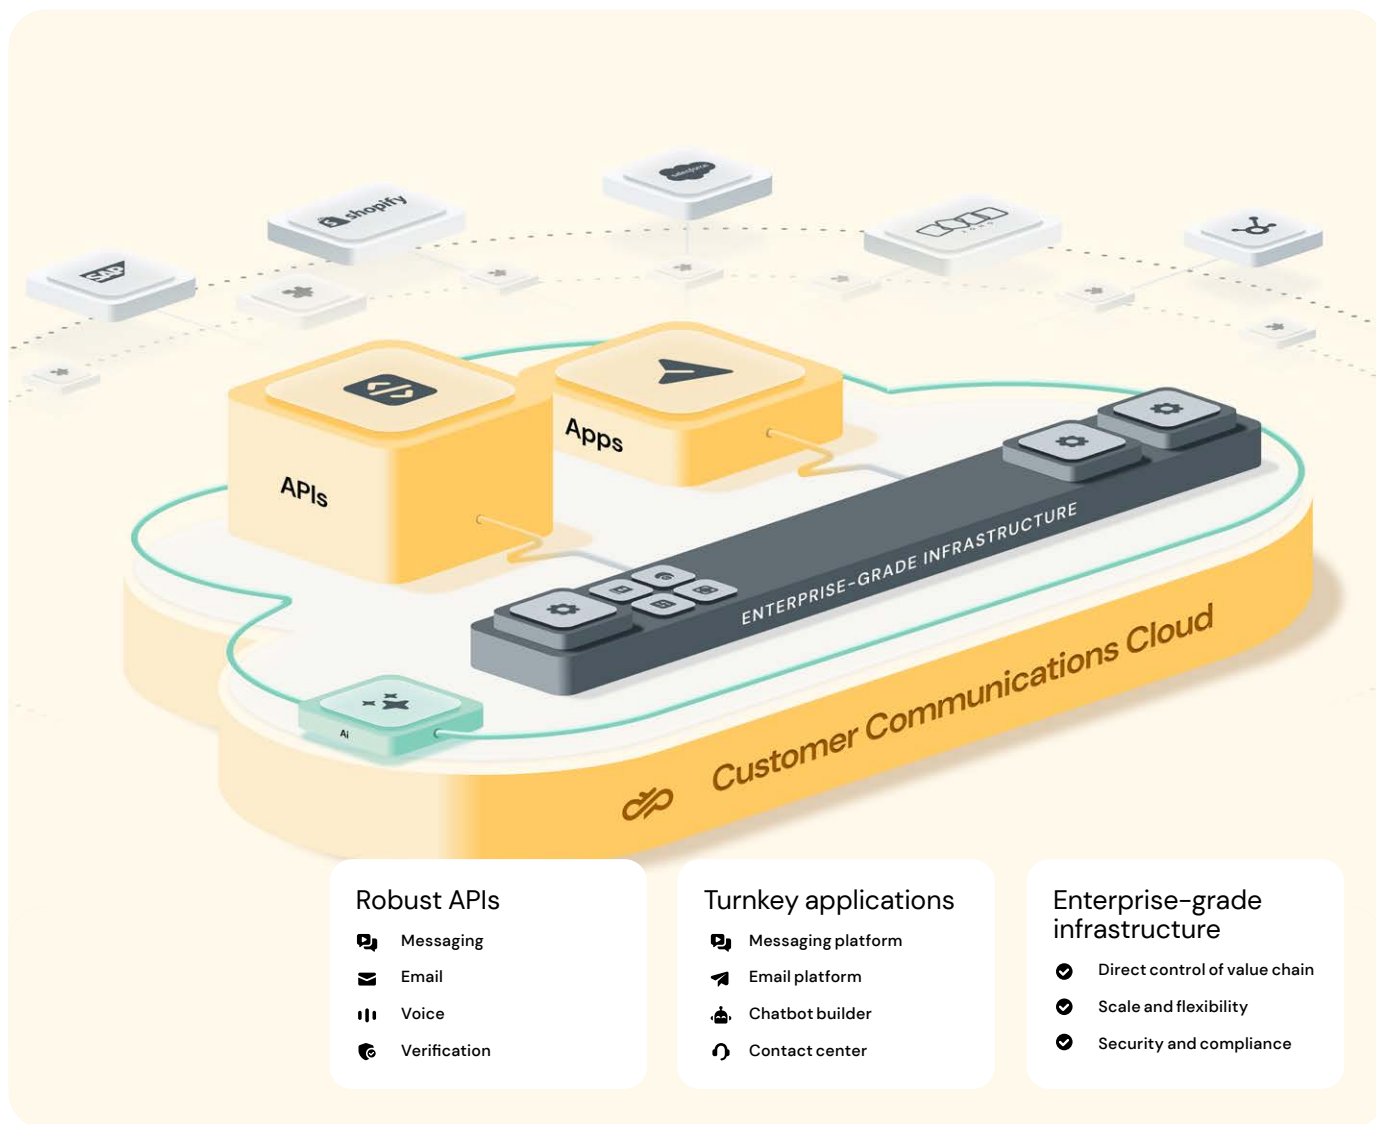 salesforce
shopify
ZOHO
SAP
Apps
APIs
ENTERPRISE-GRADE INFRASTRUCTURE
Customer Communications Cloud
Ai
Robust APIs
Messaging
Email
Voice
Verification
Turnkey applications
Messaging platform
Email platform
Chatbot builder
Contact center
Enterprise-grade
infrastructure
Direct control of value chain
Scale and flexibility
Security and compliance